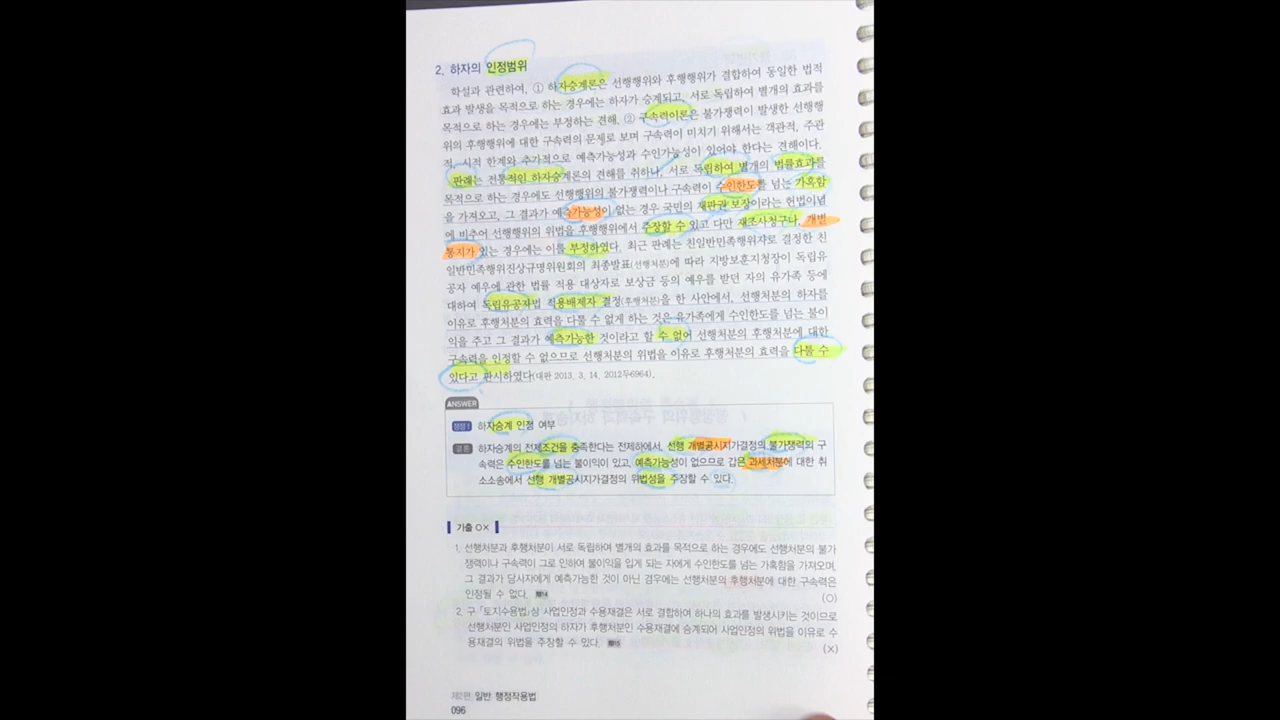 2. 하자의 인정범위
학설과 관련하여, ① 하자승계론은 선행행위와 후행행위가 결합하여 동일한 법적
효과 발생을 목적으로 하는 경우에는 하자가 승계되고, 서로 독립하여 별개의 효과를
목적으로 하는 경우에는 부정하는 견해, ② 구속력이론은 불가쟁력이 발생한 선행행
위의 후행행위에 대한 구속력의 문제로 보며 구속력이 미치기 위해서는 객관적, 주관
적, 시적 한계와 추가적으로 예측가능성과 수인가능성이 있어야 한다는 견해이다.
판례는 전통적인 하자승계론의 견해를 취하나, 서로 독립하여 별개의 법률효과를
목적으로 하는 경우에도 선행행위의 불가쟁력이나 구속력이 수인한도를 넘는 가혹함
을 가져오고, 그 결과가 예측가능성이 없는 경우 국민의 재판권 보장이라는 헌법이념
에 비추어 선행행위의 위법을 후행행위에서 주장할 수 있고 다만 재조사청구나, 개별
통지가 있는 경우에는 이를 부정하였다. 최근 판례는 친일반민족행위자로 결정한 친
일반민족행위진상규명위원회의 최종발표(선행처분)에 따라 지방보훈지청장이 독립유
공자 예우에 관한 법률 적용 대상자로 보상금 등의 예우를 받던 자의 유가족 등에
대하여 독립유공자법 적용배제자 결정(후행처분)을 한 사안에서, 선행처분의 하자를
이유로 후행처분의 효력을 다툴 수 없게 하는 것은 유가족에게 수인한도를 넘는 불이
익을 주고 그 결과가 예측가능한 것이라고 할 수 없어 선행처분의 후행처분에 대한
구속력을 인정할 수 없으므로 선행처분의 위법을 이유로 후행처분의 효력을 다툴 수
있다고 판시하였다(대판 2013. 3. 14, 2012두6964).
ANSWER
쟁점 1 하자승계 인정 여부
결론 하자승계의 전제조건을 충족한다는 전제하에서, 선행 개별공시지가결정의 불가쟁력의 구
속력은 수인한도를 넘는 불이익이 있고, 예측가능성이 없으므로 갑은 과세처분에 대한 취
소소송에서 선행 개별공시지가결정의 위법성을 주장할 수 있다.
기출 O×
1. 선행처분과 후행처분이 서로 독립하여 별개의 효과를 목적으로 하는 경우에도 선행처분의 불가
쟁력이나 구속력이 그로 인하여 불이익을 입게 되는 자에게 수인한도를 넘는 가혹함을 가져오며,
그 결과가 당사자에게 예측가능한 것이 아닌 경우에는 선행처분의 후행처분에 대한 구속력은
인정될 수 없다. (O)
2. 구 「토지수용법」상 사업인정과 수용재결은 서로 결합하여 하나의 효과를 발생시키는 것이므로
선행처분인 사업인정의 하자가 후행처분인 수용재결에 승계되어 사업인정의 위법을 이유로 수
용재결의 위법을 주장할 수 있다. (×)
제2편 일반 행정작용법
096